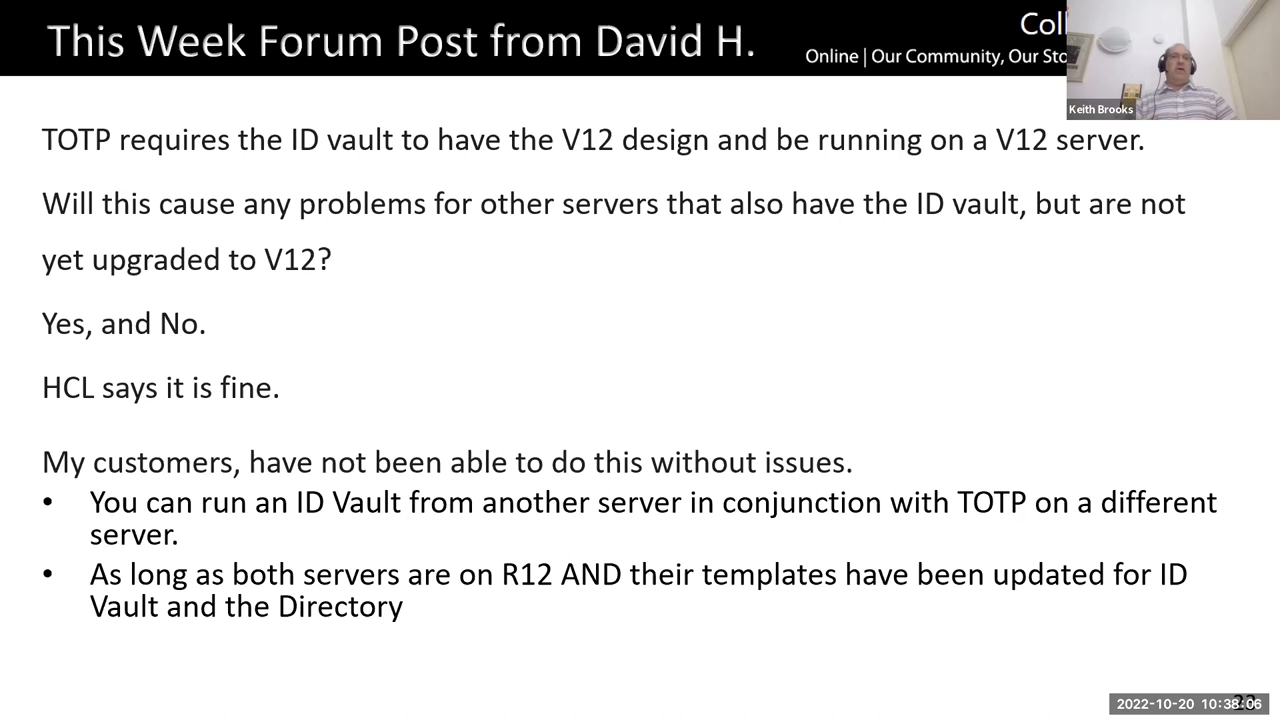 This Week Forum Post from David H.
Coll
Online | Our Community, Our Sto
Keith Brooks
TOTP requires the ID vault to have the V12 design and be running on a V12 server.
Will this cause any problems for other servers that also have the ID vault, but are not
yet upgraded to V12?
Yes, and No.
HCL says it is fine.
My customers, have not been able to do this without issues.
• You can run an ID Vault from another server in conjunction with TOTP on a different
server.
• As long as both servers are on R12 AND their templates have been updated for ID
Vault and the Directory
2022-10-20 10:38:06